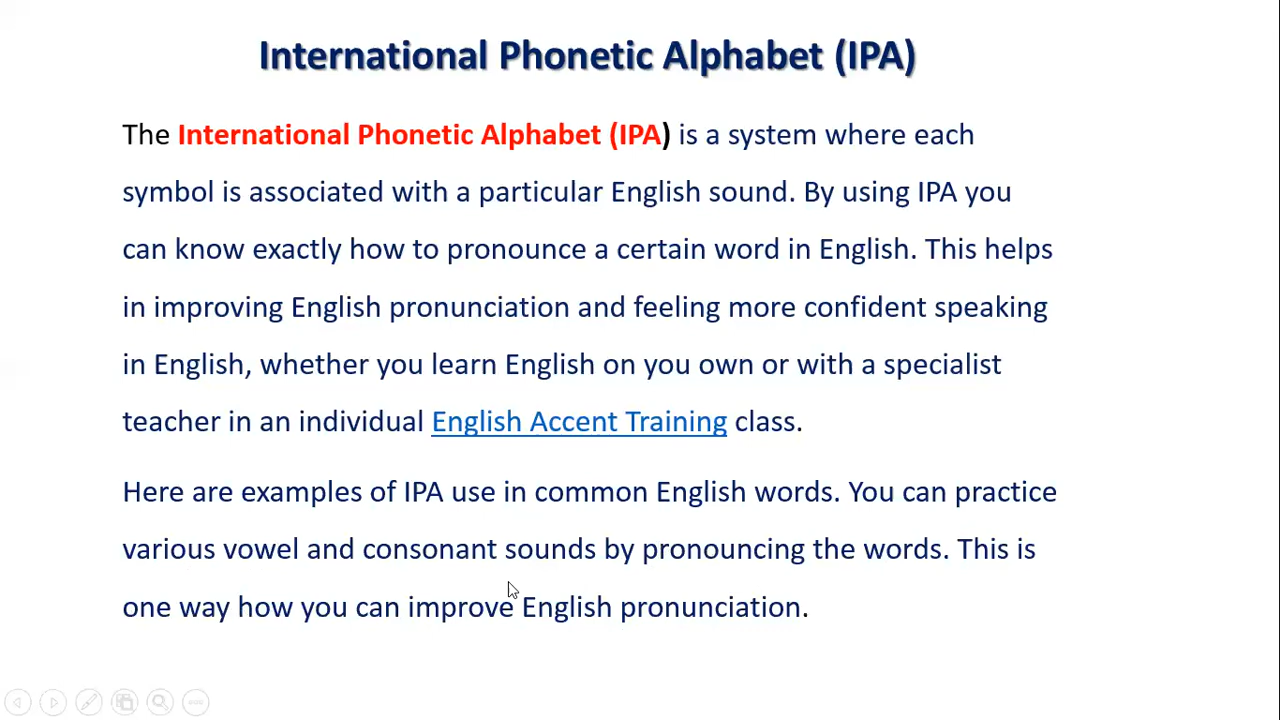 International Phonetic Alphabet (IPA)
The International Phonetic Alphabet (IPA) is a system where each
symbol is associated with a particular English sound. By using IPA you
can know exactly how to pronounce a certain word in English. This helps
in improving English pronunciation and feeling more confident speaking
in English, whether you learn English on you own or with a specialist
teacher in an individual English Accent Training class.
Here are examples of IPA use in common English words. You can practice
various vowel and consonant sounds by pronouncing the words. This is
one way how you can improve English pronunciation.